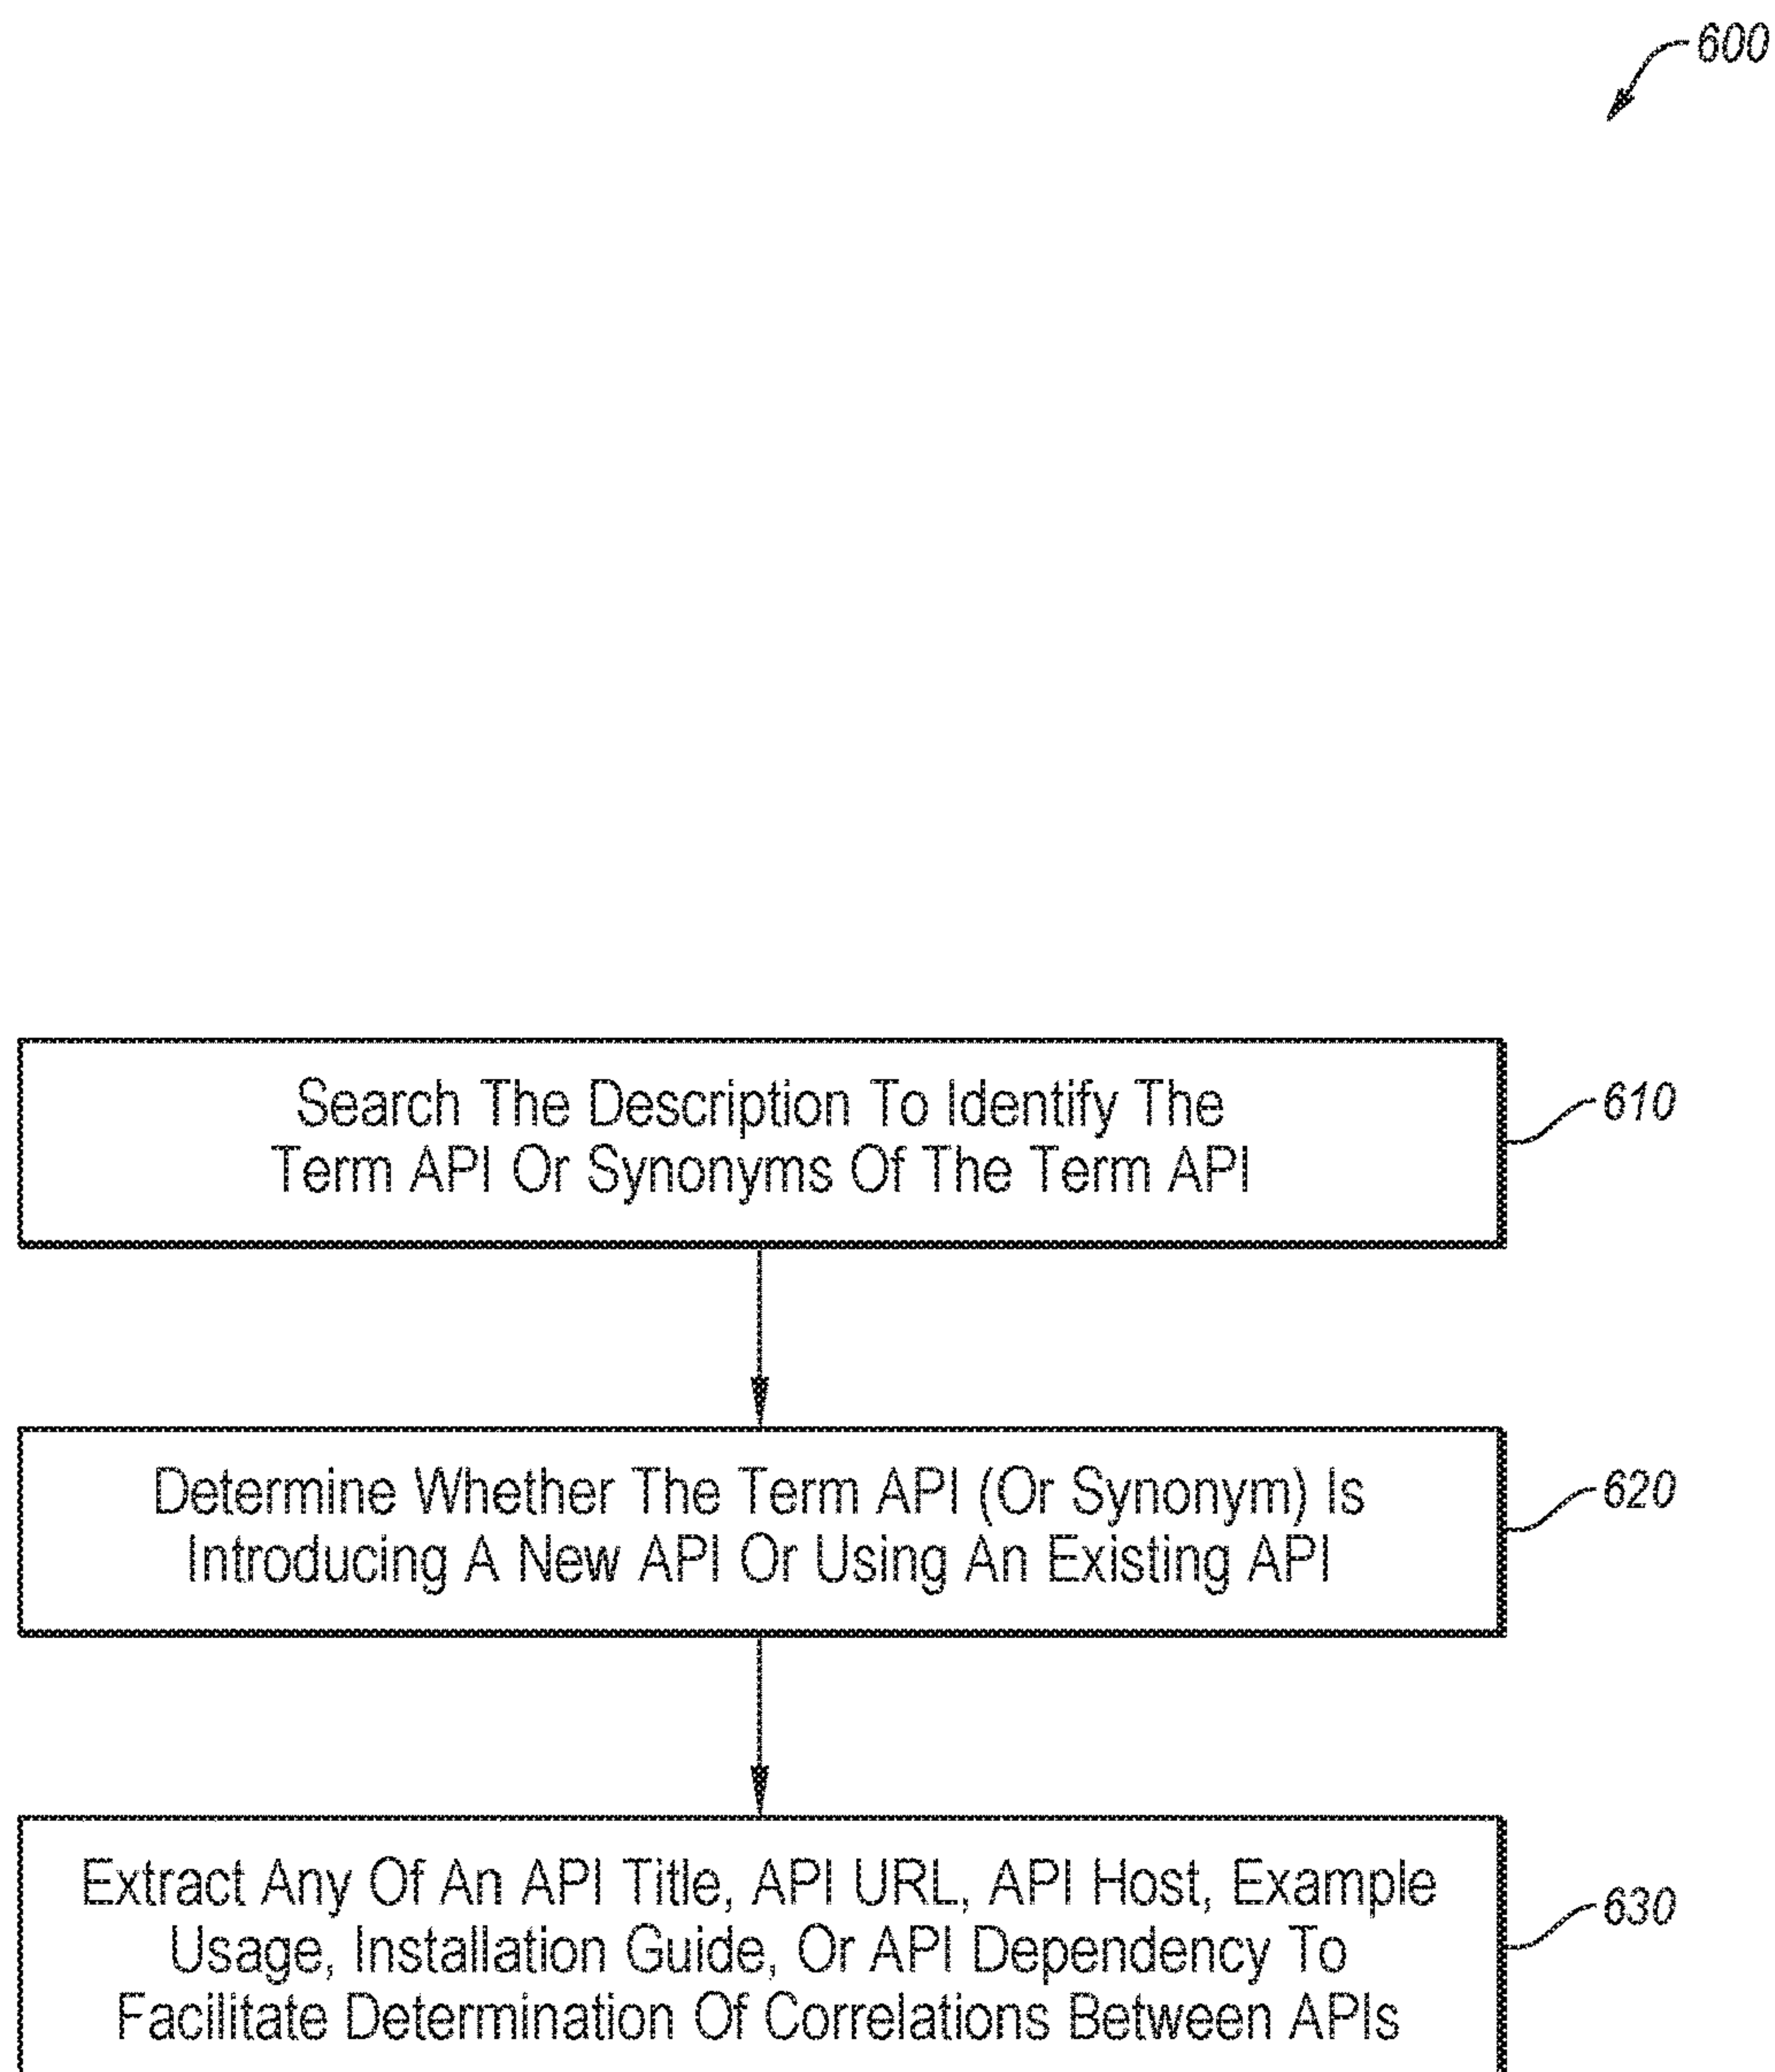 600
Search The Description To Identify The
Term API Or Synonyms Of The Term API
610
Determine Whether The Term API (Or Synonym) Is
Introducing A New API Or Using An Existing API
620
Extract Any Of An API Title, API URL, API Host, Example
Usage, Installation Guide, Or API Dependency To
Facilitate Determination Of Correlations Between APIs
630